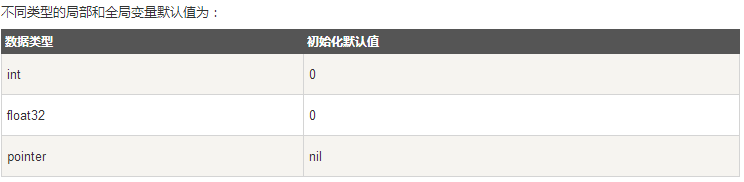 不同类型的局部和全局变量默认值为：
数据类型 初始化默认值
int 0
float32 0
pointer nil